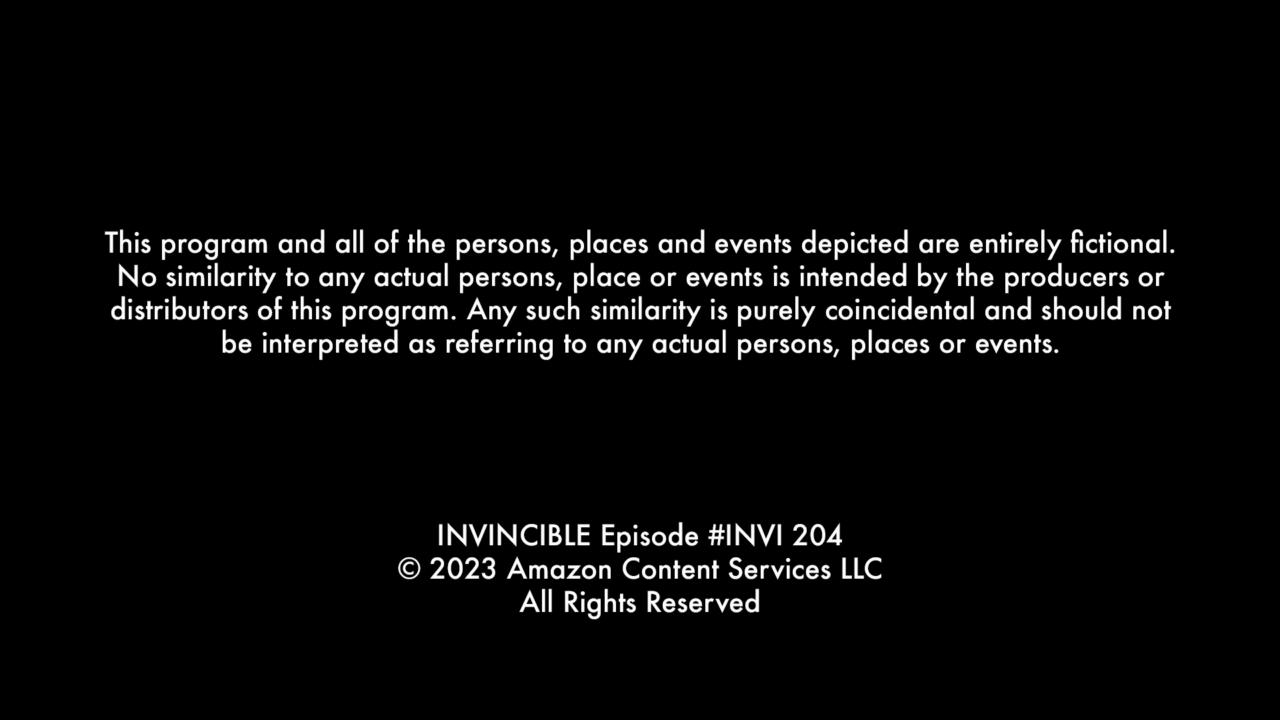 This program and all of the persons, places and events depicted are entirely fictional.
No similarity to any actual persons, place or events is intended by the producers or
distributors of this program. Any such similarity is purely coincidental and should not
be interpreted as referring to any actual persons, places or events.
INVINCIBLE Episode #INVI 204
© 2023 Amazon Content Services LLC
All Rights Reserved